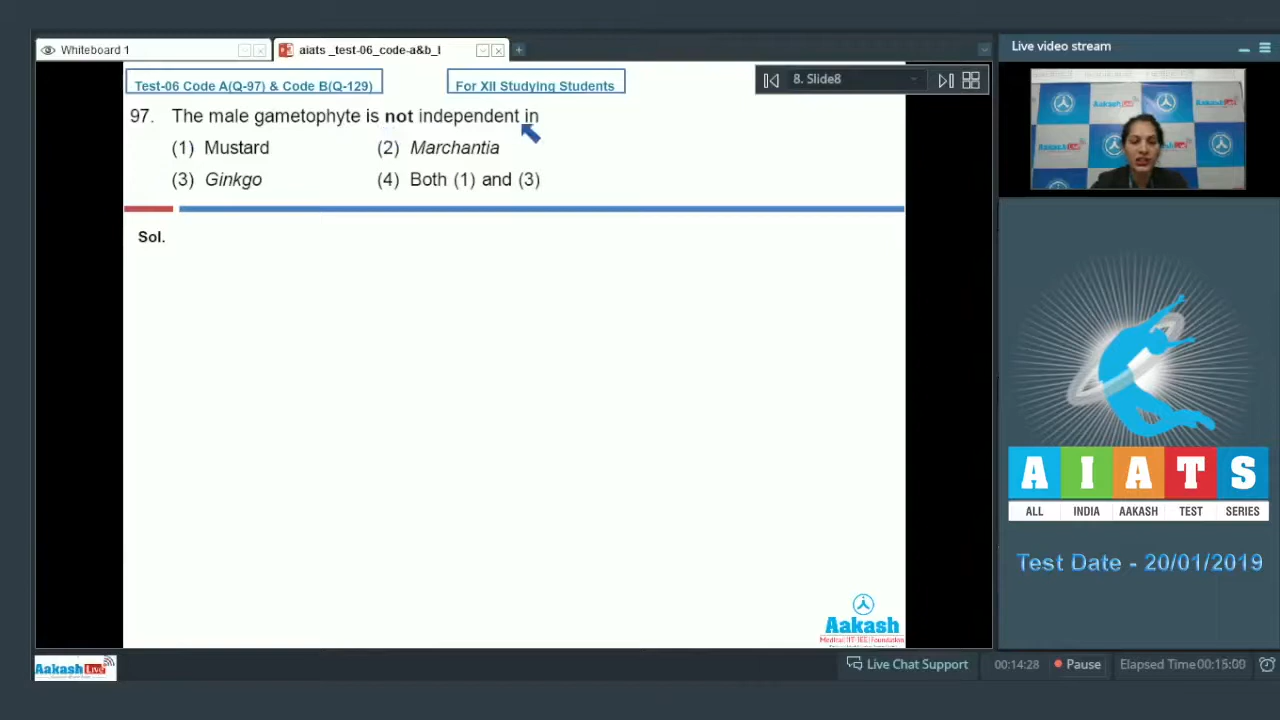 Whiteboard 1
aiats _test-06_code-a&b_I
Live video stream
Test-06 Code A(Q-97) & Code B(Q-129)
For XII Studying Students
8. Slide8
97. The male gametophyte is not independent in
(1) Mustard (2) Marchantia
(3) Ginkgo (4) Both (1) and (3)
Sol.
Aakash
AIATS
ALL INDIA AAKASH TEST SERIES
Test Date - 20/01/2019
Aakash
Medical|IIT-JEE|Foundations
Aakash Live
Live Chat Support
00:14:28
Pause
Elapsed Time 00:15:00